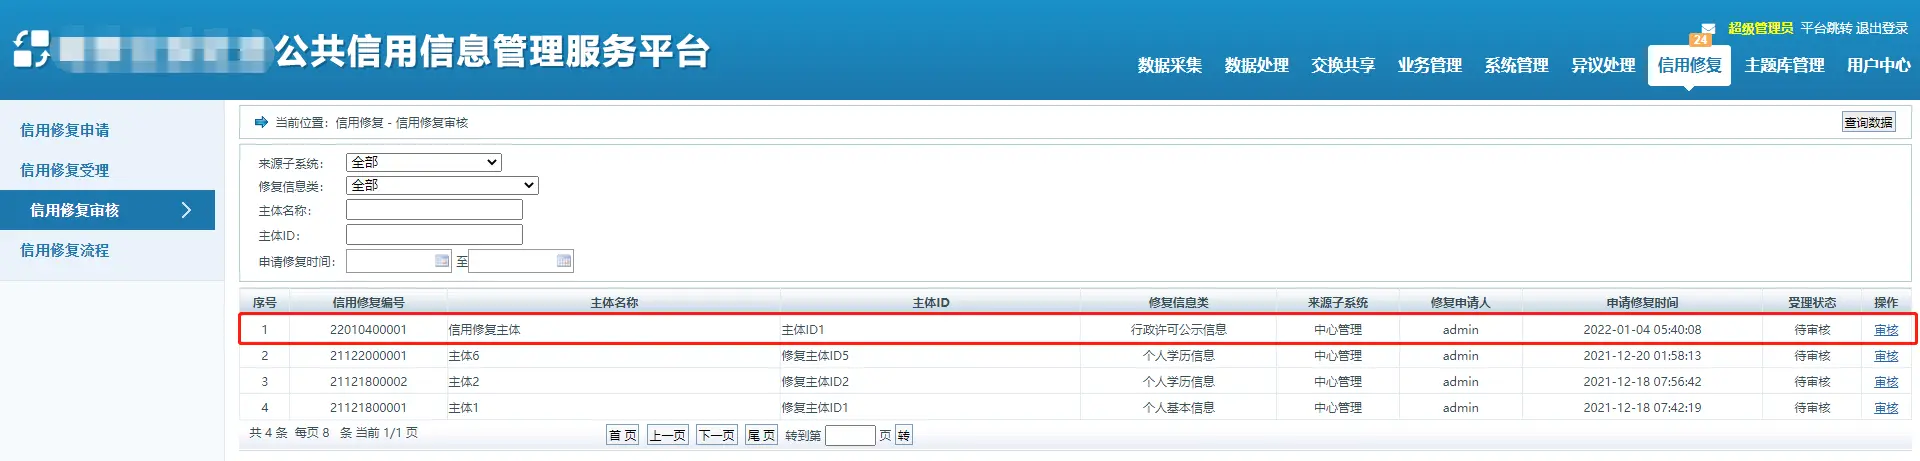 公共信用信息管理服务平台
超级管理员 平台跳转 退出登录
24
数据采集 数据处理 交换共享 业务管理 系统管理 异议处理 信用修复 主题库管理 用户中心
信用修复申请
信用修复受理
信用修复审核
信用修复流程
当前位置：信用修复 - 信用修复审核
查询数据
来源子系统： 全部
修复信息类： 全部
主体名称：
主体ID：
申请修复时间： 至
序号 信用修复编号 主体名称 主体ID 修复信息类 来源子系统 修复申请人 申请修复时间 受理状态 操作
1 22010400001 信用修复主体 主体ID1 行政许可公示信息 中心管理 admin 2022-01-04 05:40:08 待审核 审核
2 21122000001 主体6 修复主体ID5 个人学历信息 中心管理 admin 2021-12-20 01:58:13 待审核 审核
3 21121800002 主体2 修复主体ID2 个人学历信息 中心管理 admin 2021-12-18 07:56:42 待审核 审核
4 21121800001 主体1 修复主体ID1 个人基本信息 中心管理 admin 2021-12-18 07:42:19 待审核 审核
共 4 条 每页 8 条 当前 1/1 页 首 页 上一页 下一页 尾 页 转到第 页 转